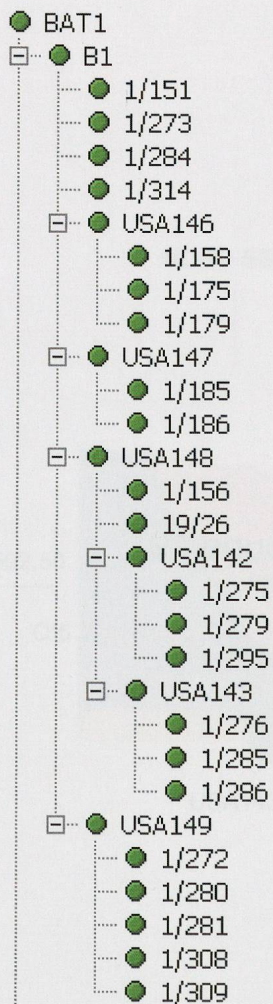 BAT1
B1
1/151
1/273
1/284
1/314
USA146
1/158
1/175
1/179
USA147
1/185
1/186
USA148
1/156
19/26
USA142
1/275
1/279
1/295
USA143
1/276
1/285
1/286
USA149
1/272
1/280
1/281
1/308
1/309